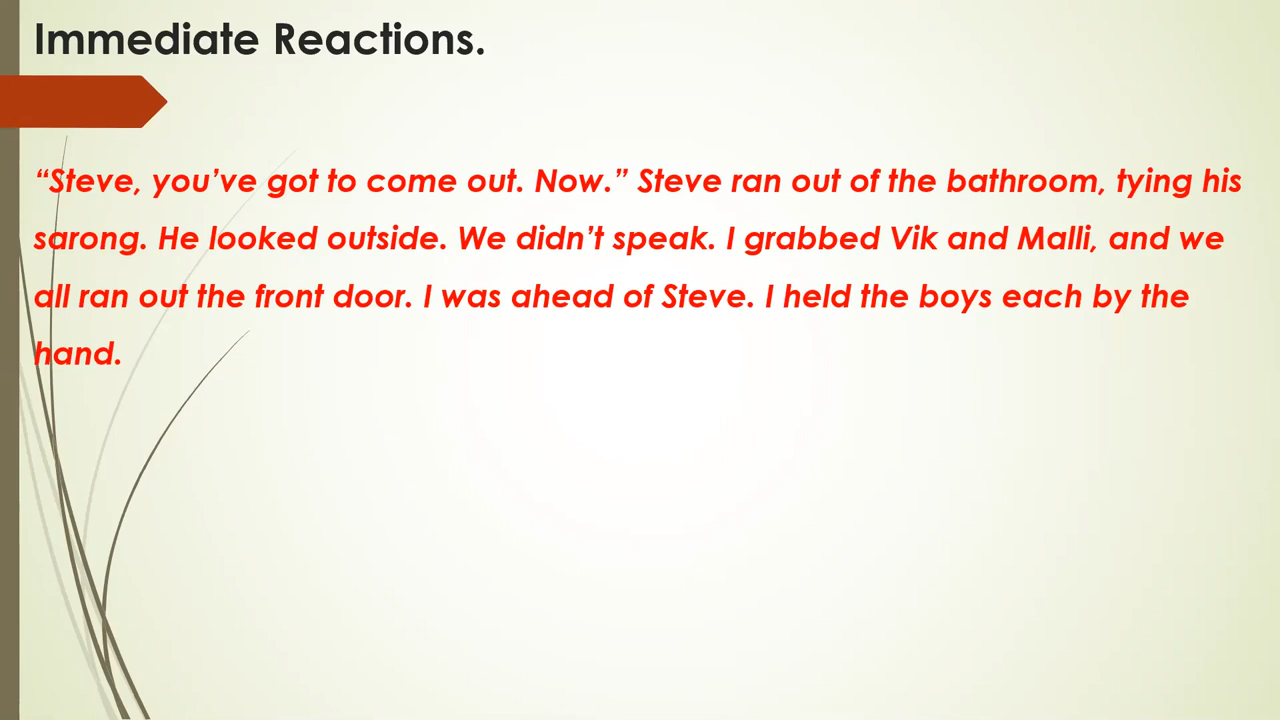 Immediate Reactions.
“Steve, you’ve got to come out. Now.” Steve ran out of the bathroom, tying his
sarong. He looked outside. We didn’t speak. I grabbed Vik and Malli, and we
all ran out the front door. I was ahead of Steve. I held the boys each by the
hand.